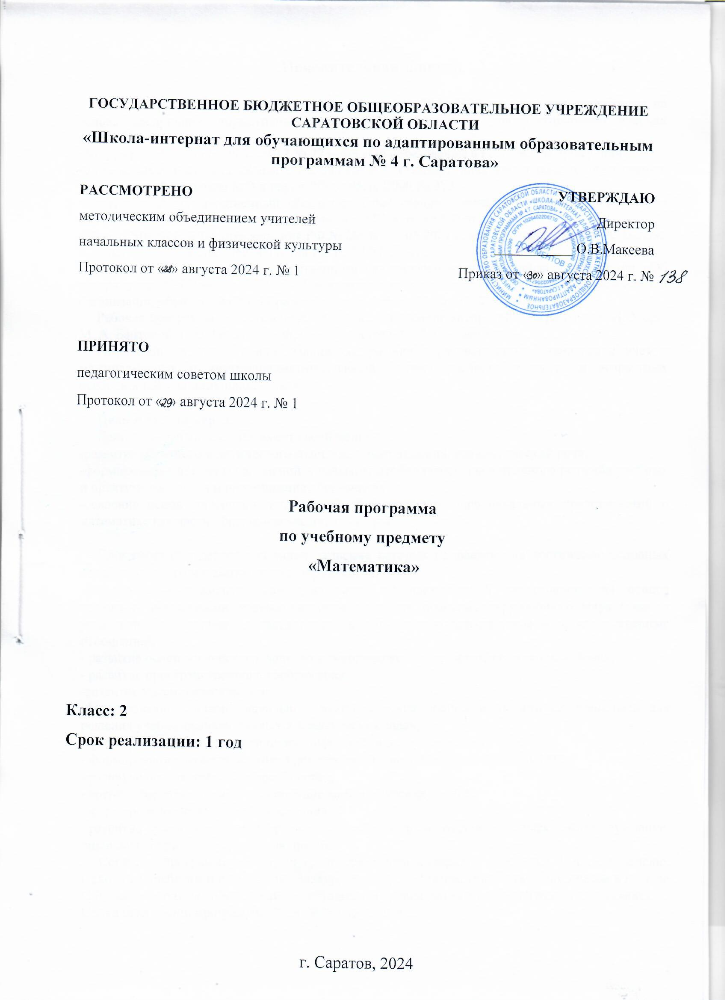 ГОСУДАРСТВЕННОЕ БЮДЖЕТНОЕ ОБЩЕОБРАЗОВАТЕЛЬНОЕ УЧРЕЖДЕНИЕ
САРАТОВСКОЙ ОБЛАСТИ
«Школа-интернат для обучающихся по адаптированным образовательным
программам № 4 г. Саратова»
РАССМОТРЕНО
методическим объединением учителей
начальных классов и физической культуры
Протокол от «28» августа 2024 г. № 1
УТВЕРЖДАЮ
Директор
О.В.Макеева
Приказ от «30» августа 2024 г. № 138
ДЛЯ
ДОКУМЕНТОВ
ПРИНЯТО
педагогическим советом школы
Протокол от «29» августа 2024 г. № 1
Рабочая программа
по учебному предмету
«Математика»
Класс: 2
Срок реализации: 1 год
г. Саратов, 2024